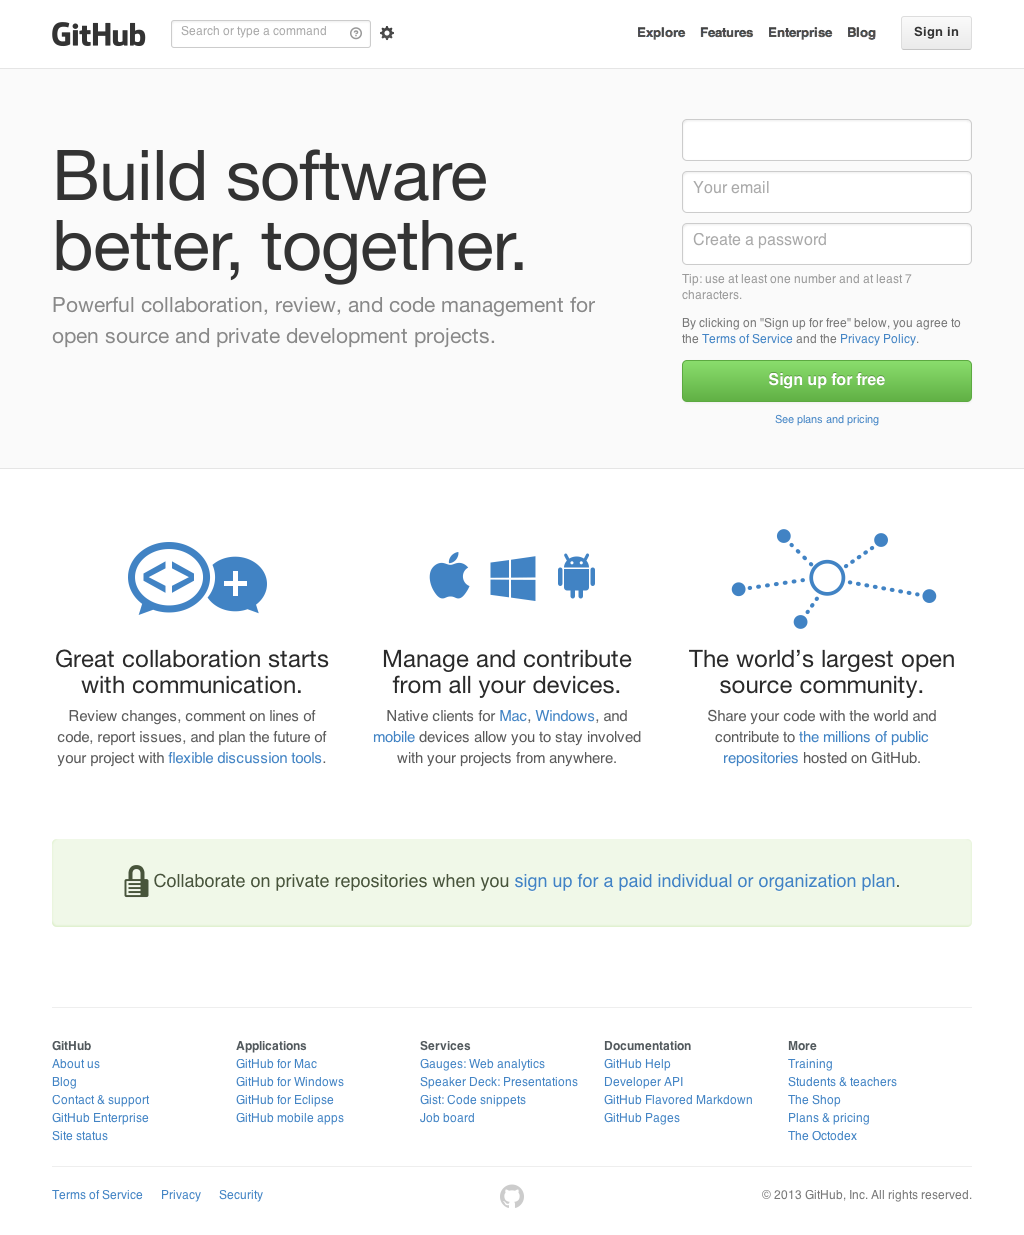 GitHub
Search or type a command
Explore Features Enterprise Blog Sign in
Build software
better, together.
Powerful collaboration, review, and code management for
open source and private development projects.
Your email
Create a password
Tip: use at least one number and at least 7
characters.
By clicking on "Sign up for free" below, you agree to
the Terms of Service and the Privacy Policy.
Sign up for free
See plans and pricing
Great collaboration starts
with communication.
Review changes, comment on lines of
code, report issues, and plan the future of
your project with flexible discussion tools.
Manage and contribute
from all your devices.
Native clients for Mac, Windows, and
mobile devices allow you to stay involved
with your projects from anywhere.
The world’s largest open
source community.
Share your code with the world and
contribute to the millions of public
repositories hosted on GitHub.
Collaborate on private repositories when you sign up for a paid individual or organization plan.
GitHub
About us
Blog
Contact & support
GitHub Enterprise
Site status
Applications
GitHub for Mac
GitHub for Windows
GitHub for Eclipse
GitHub mobile apps
Services
Gauges: Web analytics
Speaker Deck: Presentations
Gist: Code snippets
Job board
Documentation
GitHub Help
Developer API
GitHub Flavored Markdown
GitHub Pages
More
Training
Students & teachers
The Shop
Plans & pricing
The Octodex
Terms of Service Privacy Security
© 2013 GitHub, Inc. All rights reserved.